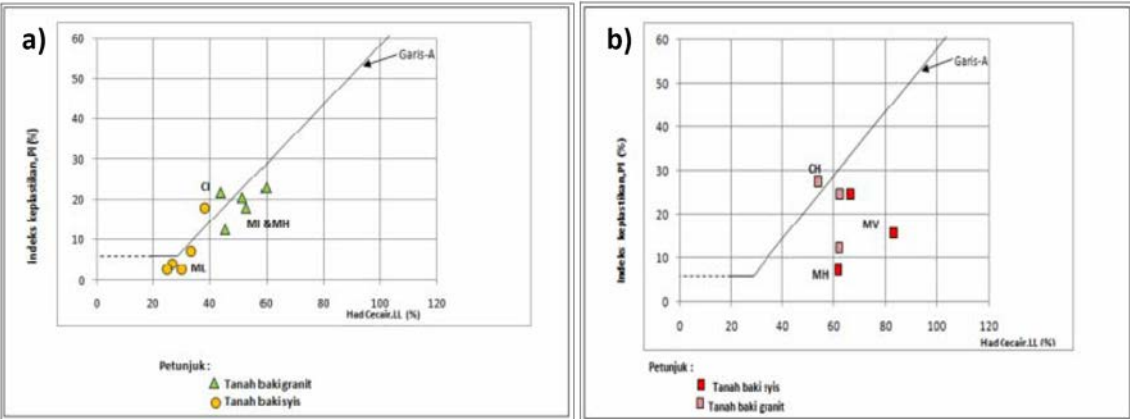 a)
Indeks keplastikan,PI(%)
60
50
40
30
20
10
0
0 20 40 60 80 100 120
Had Cecair,LL (%)
Garis-A
CI
MI &MH
ML
Petunjuk :
Tanah baki granit
Tanah baki syis
b)
Indeks keplastikan,PI (%)
60
50
40
30
20
10
0
0 20 40 60 80 100 120
Had Cecair,LL (%)
Garis-A
CH
MV
MH
Petunjuk :
Tanah baki syis
Tanah baki granit